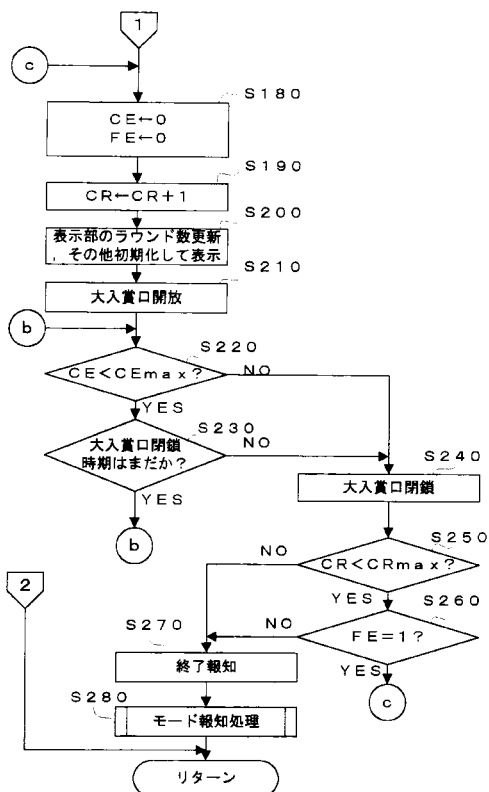 1
c
S180
CE←0
FE←0
S190
CR←CR+1
S200
表示部のラウンド数更新
，その他初期化して表示
S210
大入賞口開放
b
S220
CE<CEmax？
NO
YES
S230
大入賞口閉鎖
時期はまだか？
NO
YES
b
S240
大入賞口閉鎖
S250
CR<CRmax？
NO
YES
S260
FE=1？
NO
YES
c
2
S270
終了報知
S280
モード報知処理
リターン